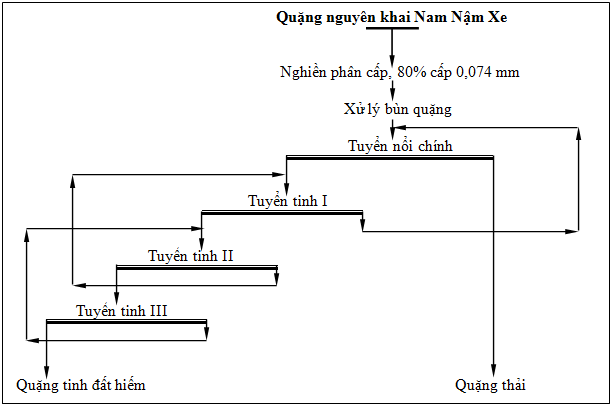 Quặng nguyên khai Nam Nậm Xe
Nghiền phân cấp, 80% cấp 0,074 mm
Xử lý bùn quặng
Tuyển nổi chính
Tuyển tinh I
Tuyển tinh II
Tuyển tinh III
Quặng tinh đất hiếm
Quặng thải